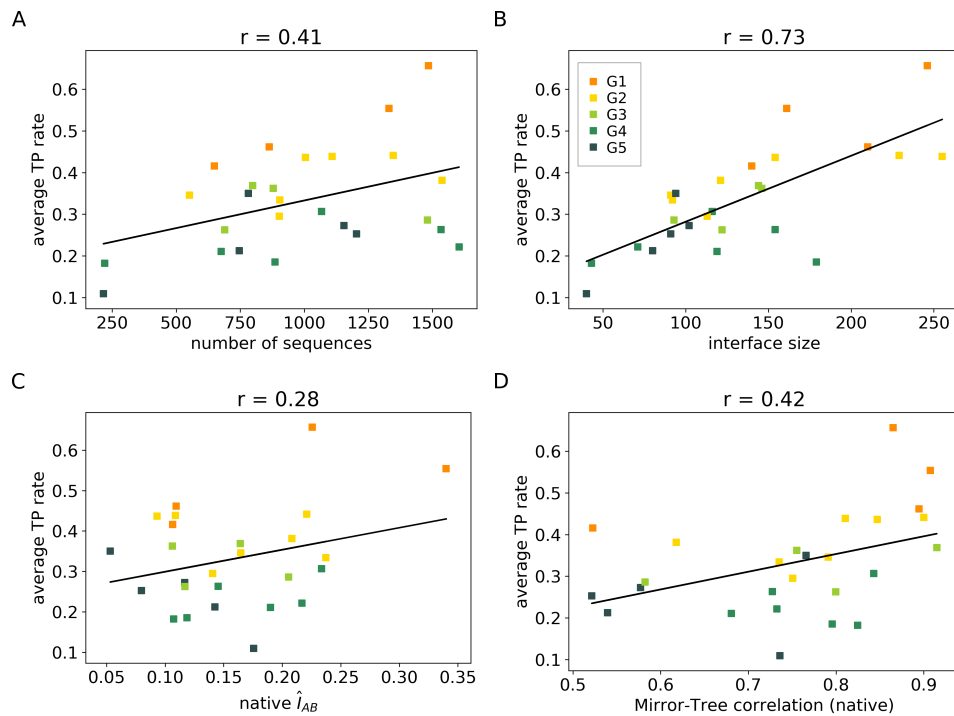 A
r = 0.41
average TP rate
0.6
0.5
0.4
0.3
0.2
0.1
250 500 750 1000 1250 1500
number of sequences
B
r = 0.73
average TP rate
0.6
0.5
0.4
0.3
0.2
0.1
G1
G2
G3
G4
G5
50 100 150 200 250
interface size
C
r = 0.28
average TP rate
0.6
0.5
0.4
0.3
0.2
0.1
0.05 0.10 0.15 0.20 0.25 0.30 0.35
native Î_AB
D
r = 0.42
average TP rate
0.6
0.5
0.4
0.3
0.2
0.1
0.5 0.6 0.7 0.8 0.9
Mirror-Tree correlation (native)